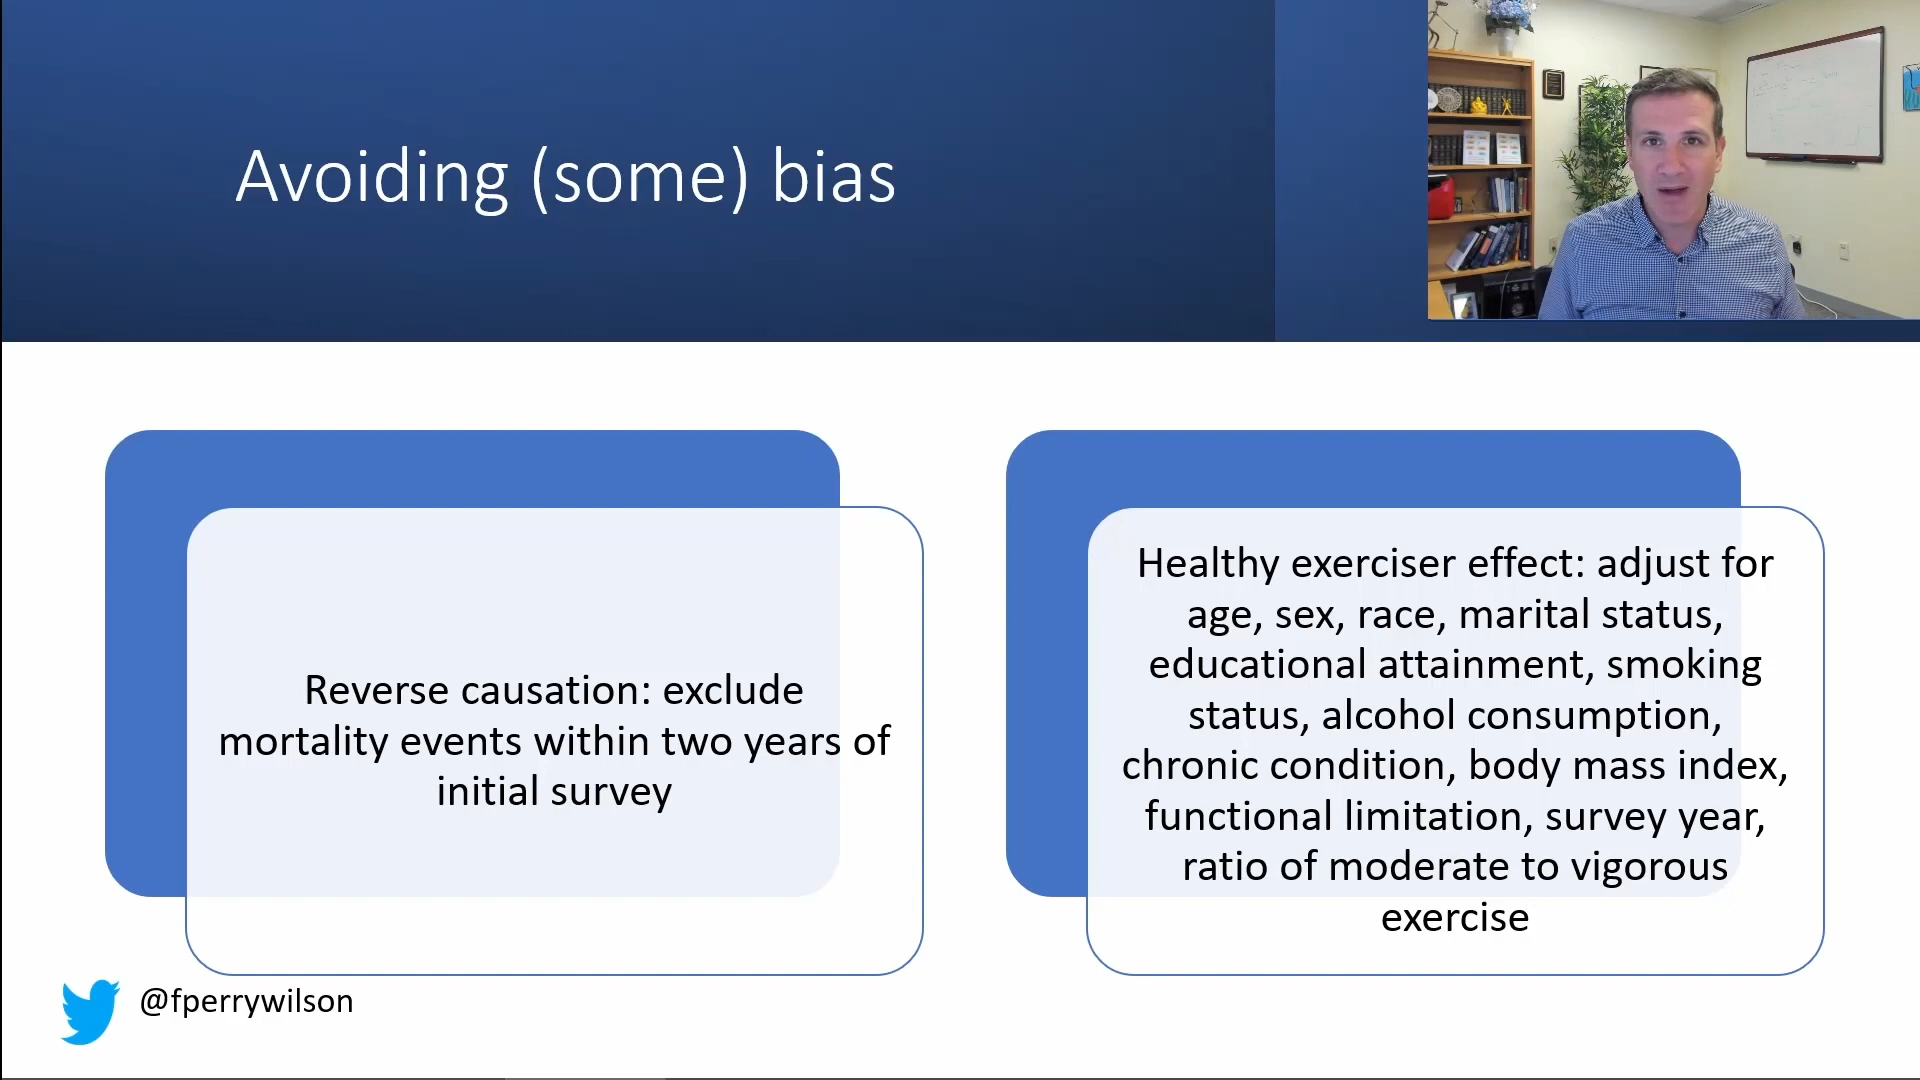 Avoiding (some) bias
Reverse causation: exclude
mortality events within two years of
initial survey
Healthy exerciser effect: adjust for
age, sex, race, marital status,
educational attainment, smoking
status, alcohol consumption,
chronic condition, body mass index,
functional limitation, survey year,
ratio of moderate to vigorous
exercise
@fperrywilson